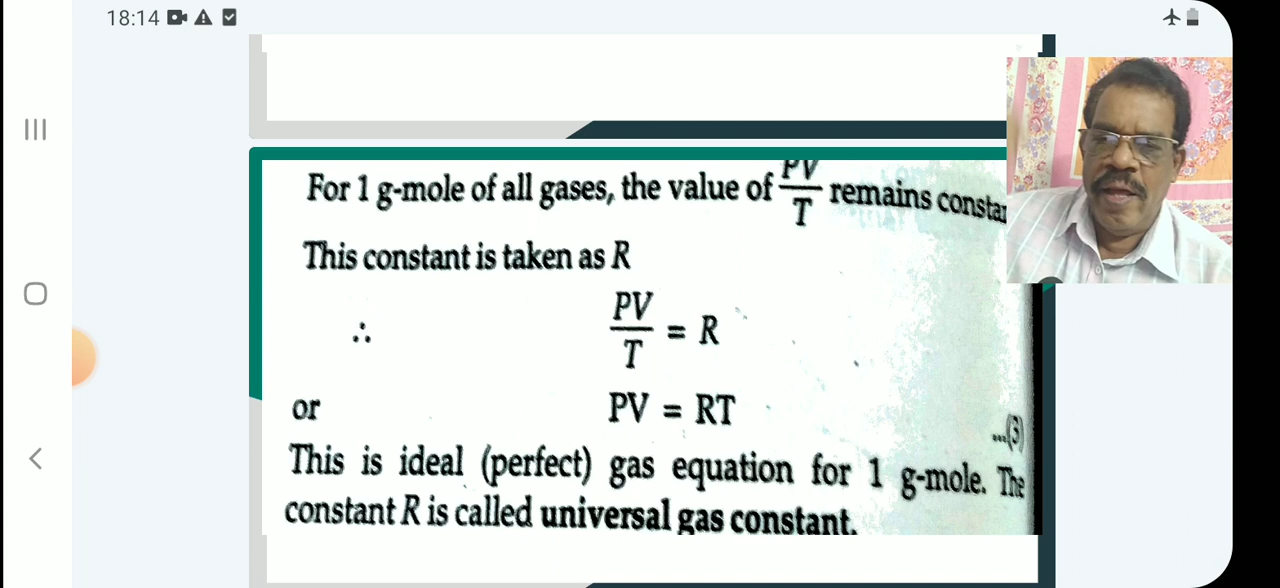 18:14
For 1 g-mole of all gases, the value of PV/T remains
This constant is taken as R
∴ PV/T = R
or PV = RT ...(3)
This is ideal (perfect) gas equation for 1 g-mole. The
constant R is called universal gas constant.